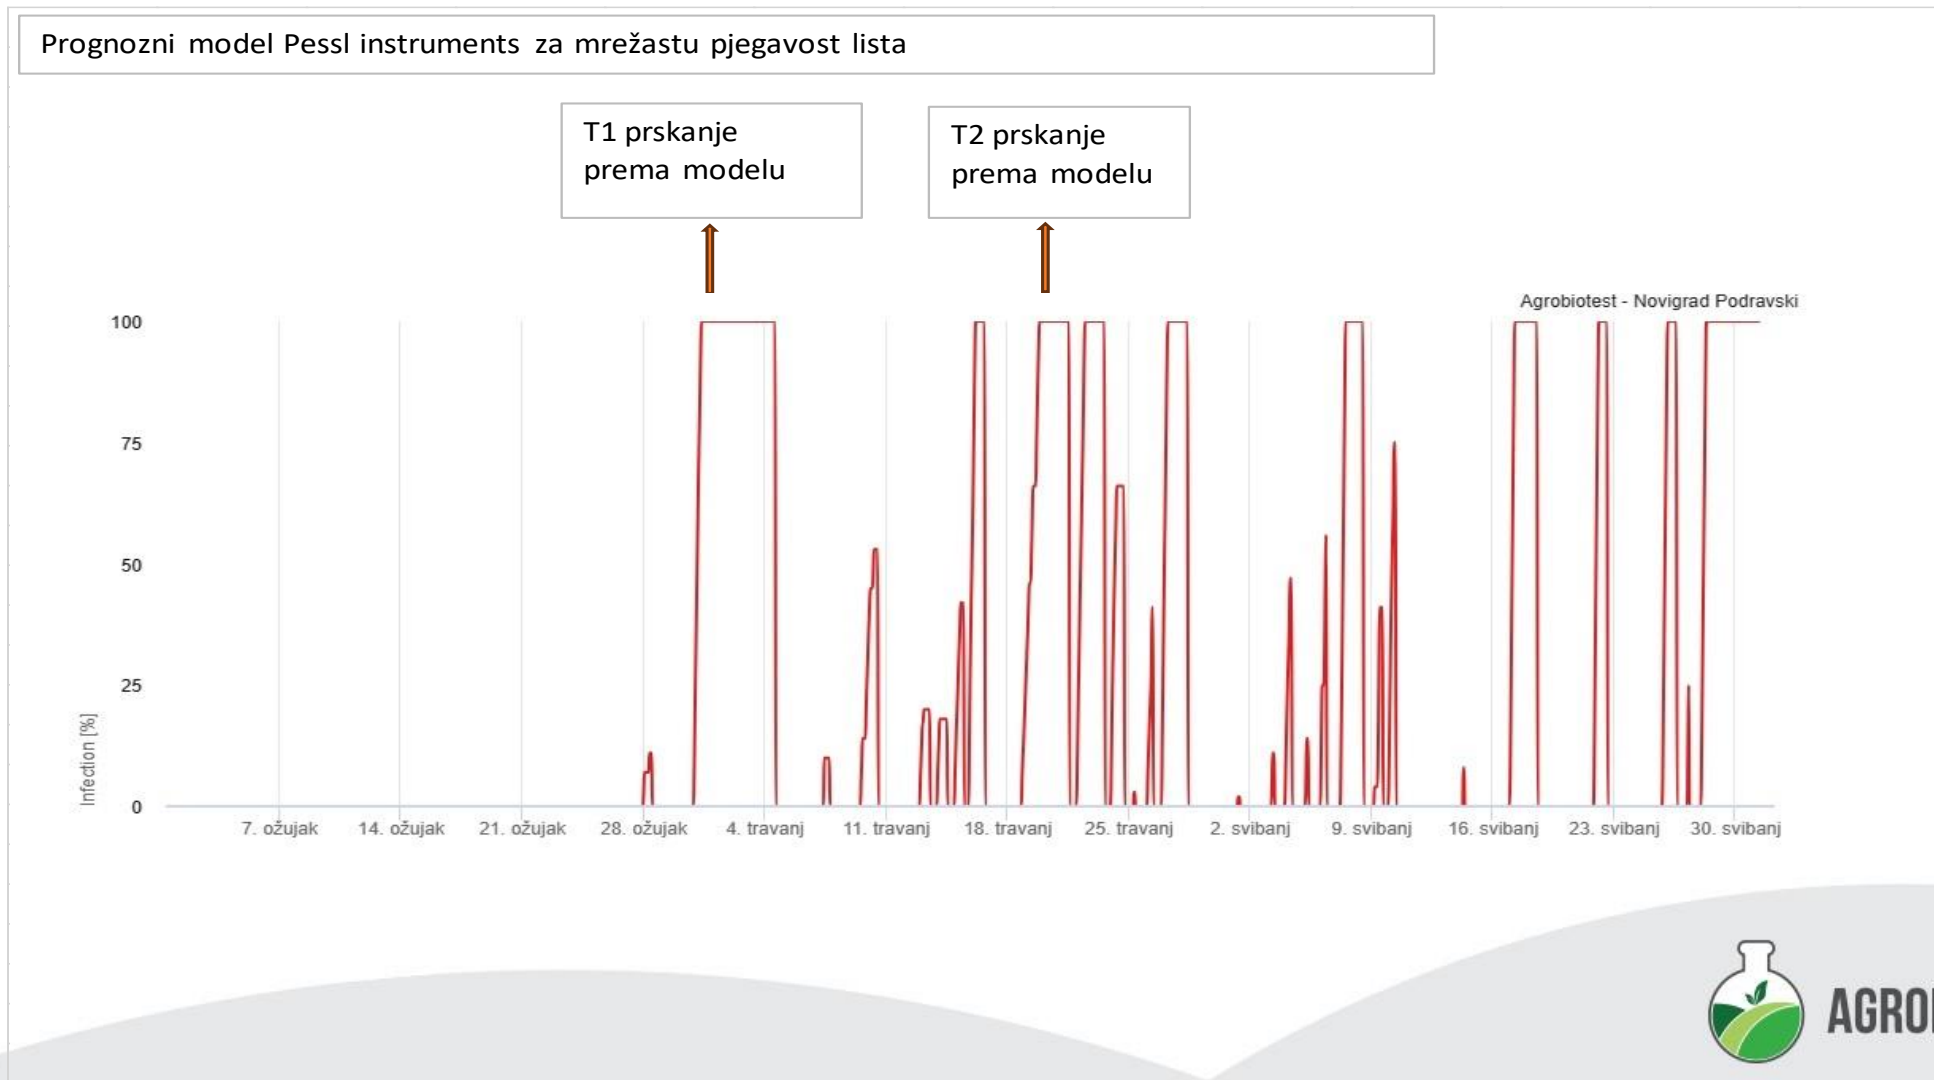 Prognozni model Pessl instruments za mrežastu pjegavost lista
T1 prskanje
prema modelu
T2 prskanje
prema modelu
Agrobiotest - Novigrad Podravski
100
75
50
25
0
Infection [%]
7. ožujak
14. ožujak
21. ožujak
28. ožujak
4. travanj
11. travanj
18. travanj
25. travanj
2. svibanj
9. svibanj
16. svibanj
23. svibanj
30. svibanj